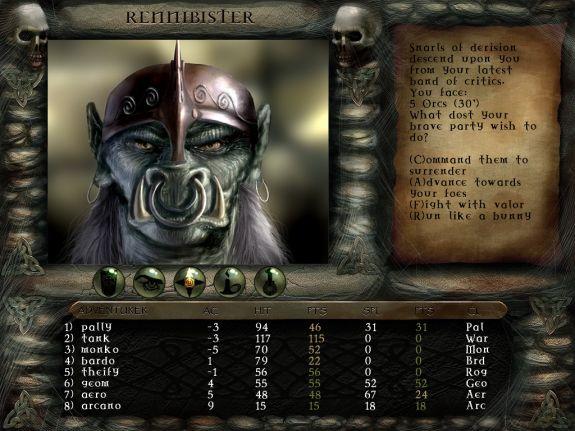 RENNIBISTER
Snarls of derision
descend upon you
from your latest
band of critics.
You face:
5 Orcs (30')
What dost your
brave party wish to
do?
(C)ommand them to
surrender
(A)dvance towards
your foes
(F)ight with valor
(R)un like a bunny
ADVENTURER AC HIT PTS SPL PTS CL
1) pally -3 94 46 31 31 Pal
2) tank -3 117 115 0 0 War
3) monko -5 70 52 0 0 Mon
4) bardo 1 79 22 0 0 Brd
5) theify -1 56 56 0 0 Rog
6) geom 4 55 55 52 52 Geo
7) aero 5 48 48 67 24 Aer
8) arcano 9 15 15 18 18 Arc